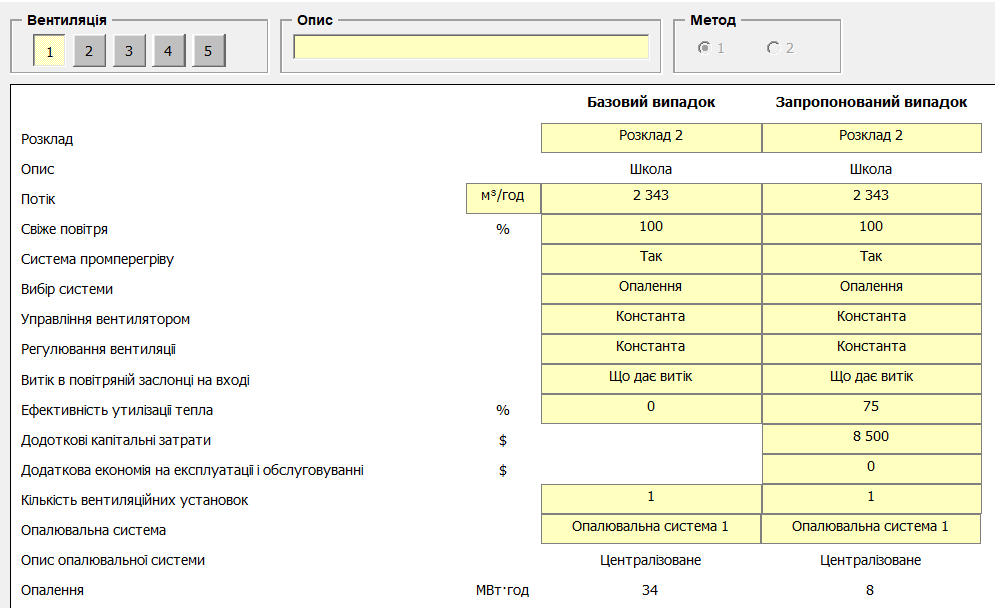 Вентиляція Опис Метод
1 2 3 4 5 1 2
Базовий випадок Запропонований випадок
Розклад Розклад 2 Розклад 2
Опис Школа Школа
Потік м³/год 2 343 2 343
Свіже повітря % 100 100
Система промперегріву Так Так
Вибір системи Опалення Опалення
Управління вентилятором Константа Константа
Регулювання вентиляції Константа Константа
Витік в повітряній заслонці на вході Що дає витік Що дає витік
Ефективність утилізації тепла % 0 75
Додоткові капітальні затрати $ 8 500
Додаткова економія на експлуатації і обслуговуванні $ 0
Кількість вентиляційних установок 1 1
Опалювальна система Опалювальна система 1 Опалювальна система 1
Опис опалювальної системи Централізоване Централізоване
Опалення МВт·год 34 8